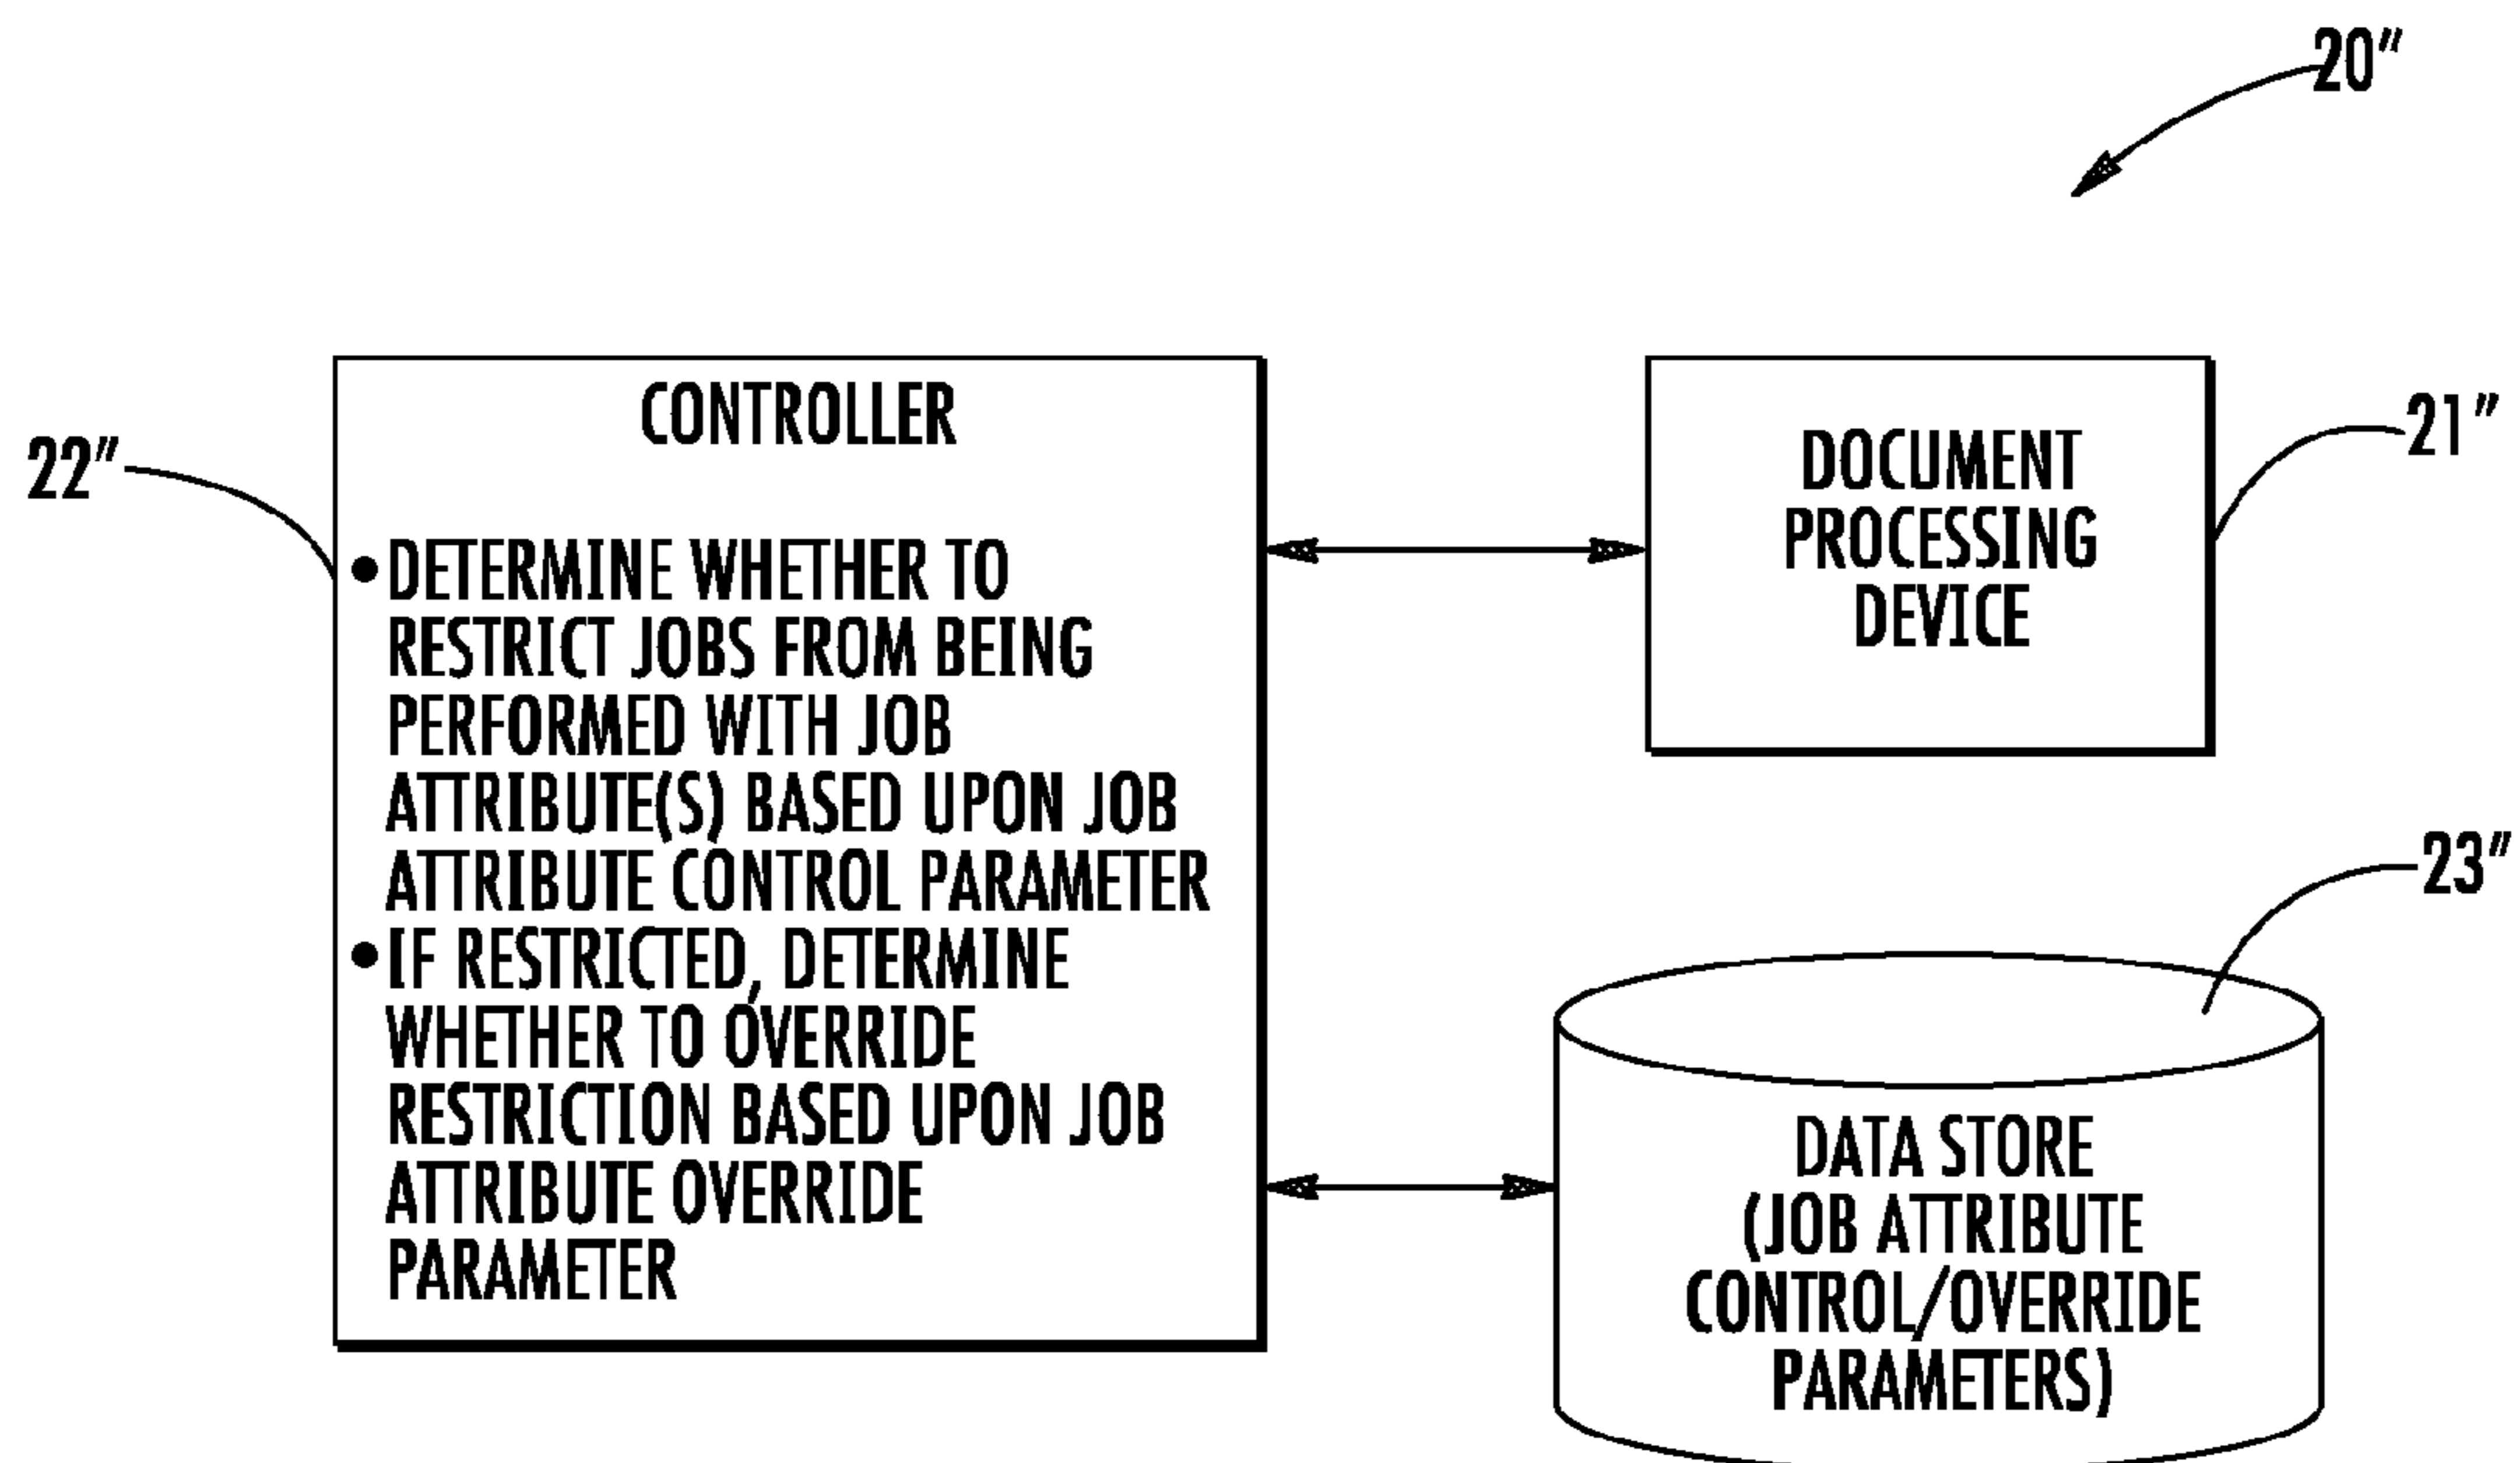 20"
CONTROLLER
22"
● DETERMINE WHETHER TO
RESTRICT JOBS FROM BEING
PERFORMED WITH JOB
ATTRIBUTE(S) BASED UPON JOB
ATTRIBUTE CONTROL PARAMETER
● IF RESTRICTED, DETERMINE
WHETHER TO OVERRIDE
RESTRICTION BASED UPON JOB
ATTRIBUTE OVERRIDE
PARAMETER
DOCUMENT
PROCESSING
DEVICE
21"
23"
DATA STORE
(JOB ATTRIBUTE
CONTROL/OVERRIDE
PARAMETERS)